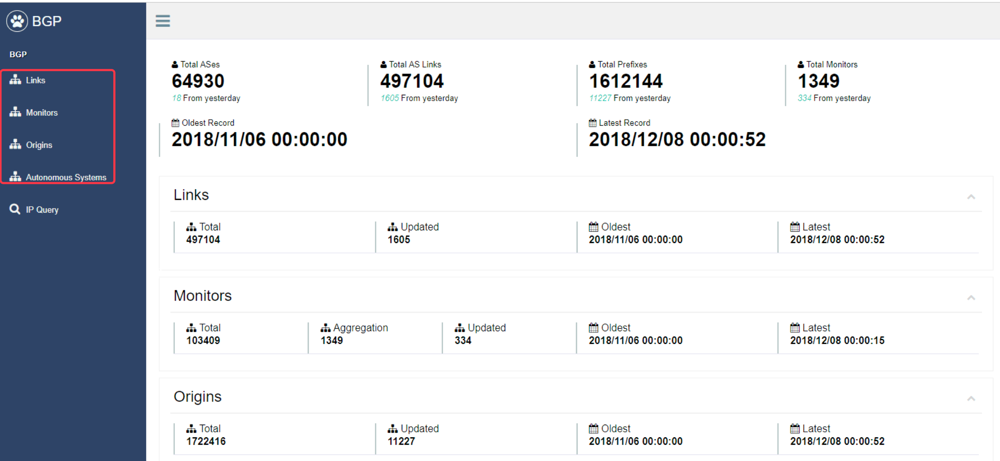 BGP
BGP
Links
Monitors
Origins
Autonomous Systems
IP Query
Total ASes
64930
18 From yesterday
Total AS Links
497104
1605 From yesterday
Total Prefixes
1612144
11227 From yesterday
Total Monitors
1349
334 From yesterday
Oldest Record
2018/11/06 00:00:00
Latest Record
2018/12/08 00:00:52
Links
Total
497104
Updated
1605
Oldest
2018/11/06 00:00:00
Latest
2018/12/08 00:00:52
Monitors
Total
103409
Aggregation
1349
Updated
334
Oldest
2018/11/06 00:00:00
Latest
2018/12/08 00:00:15
Origins
Total
1722416
Updated
11227
Oldest
2018/11/06 00:00:00
Latest
2018/12/08 00:00:52